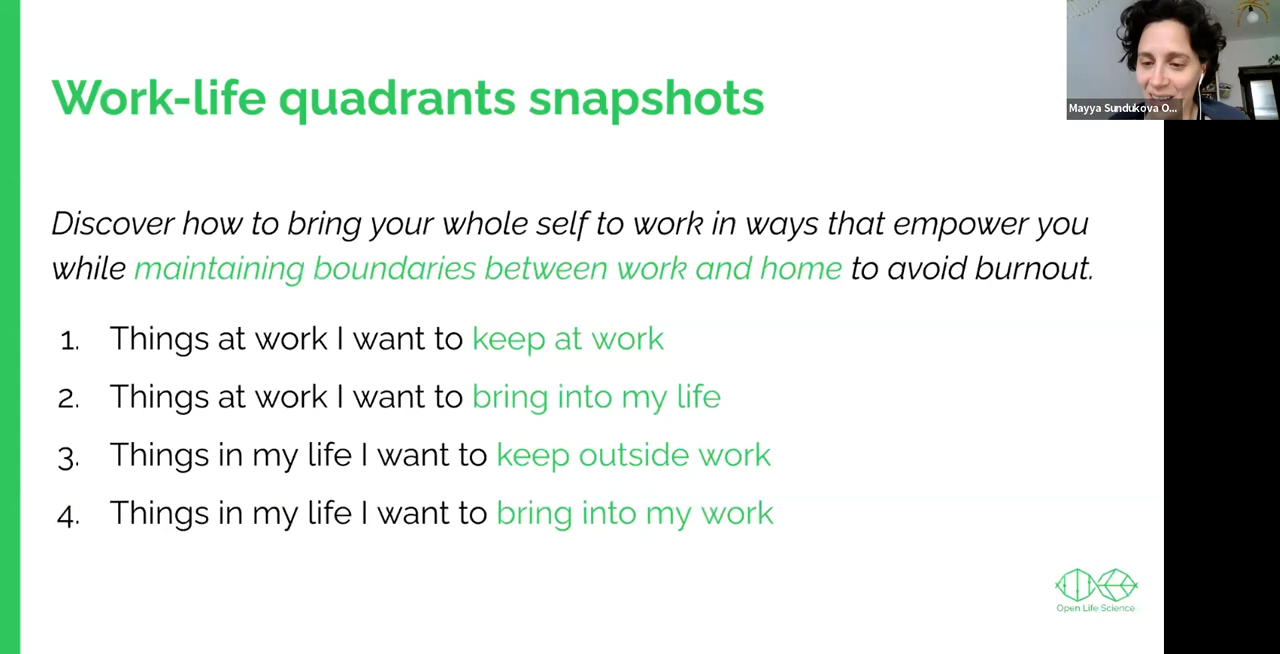 Work-life quadrants snapshots
Mayya Sundukova O...
Discover how to bring your whole self to work in ways that empower you
while maintaining boundaries between work and home to avoid burnout.
1. Things at work I want to keep at work
2. Things at work I want to bring into my life
3. Things in my life I want to keep outside work
4. Things in my life I want to bring into my work
Open Life Science